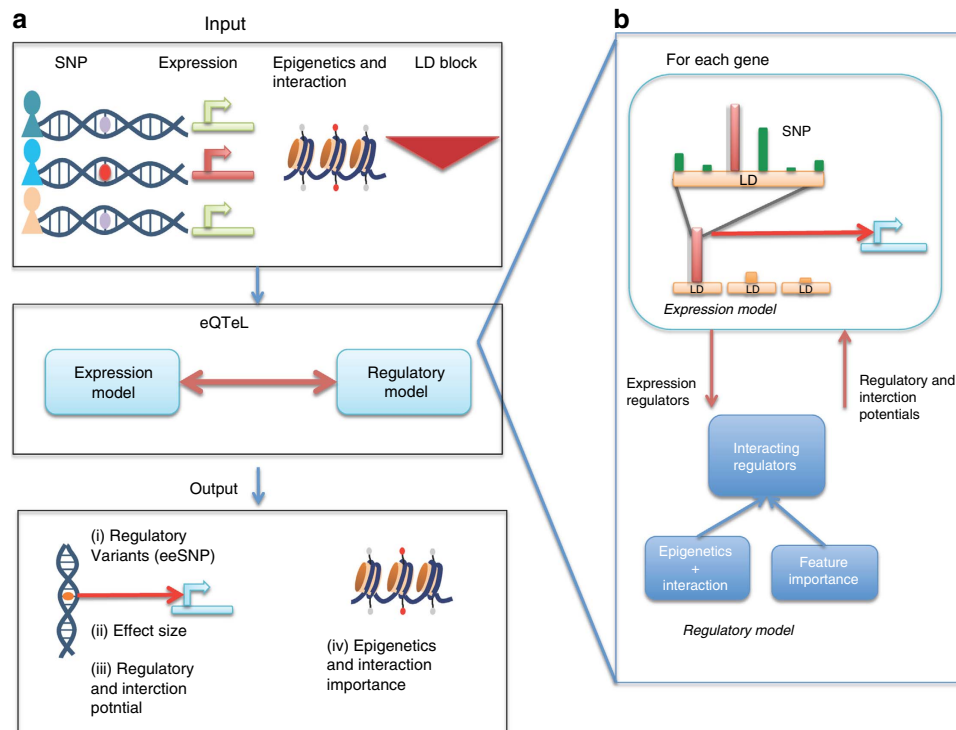 a
Input
SNP
Expression
Epigenetics and
interaction
LD block
eQTeL
Expression
model
Regulatory
model
Output
(i) Regulatory
Variants (eeSNP)
(ii) Effect size
(iii) Regulatory
and interction
potntial
(iv) Epigenetics
and interaction
importance
b
For each gene
SNP
LD
LD
LD
LD
Expression model
Expression
regulators
Regulatory and
interction
potentials
Interacting
regulators
Epigenetics
+
interaction
Feature
importance
Regulatory model